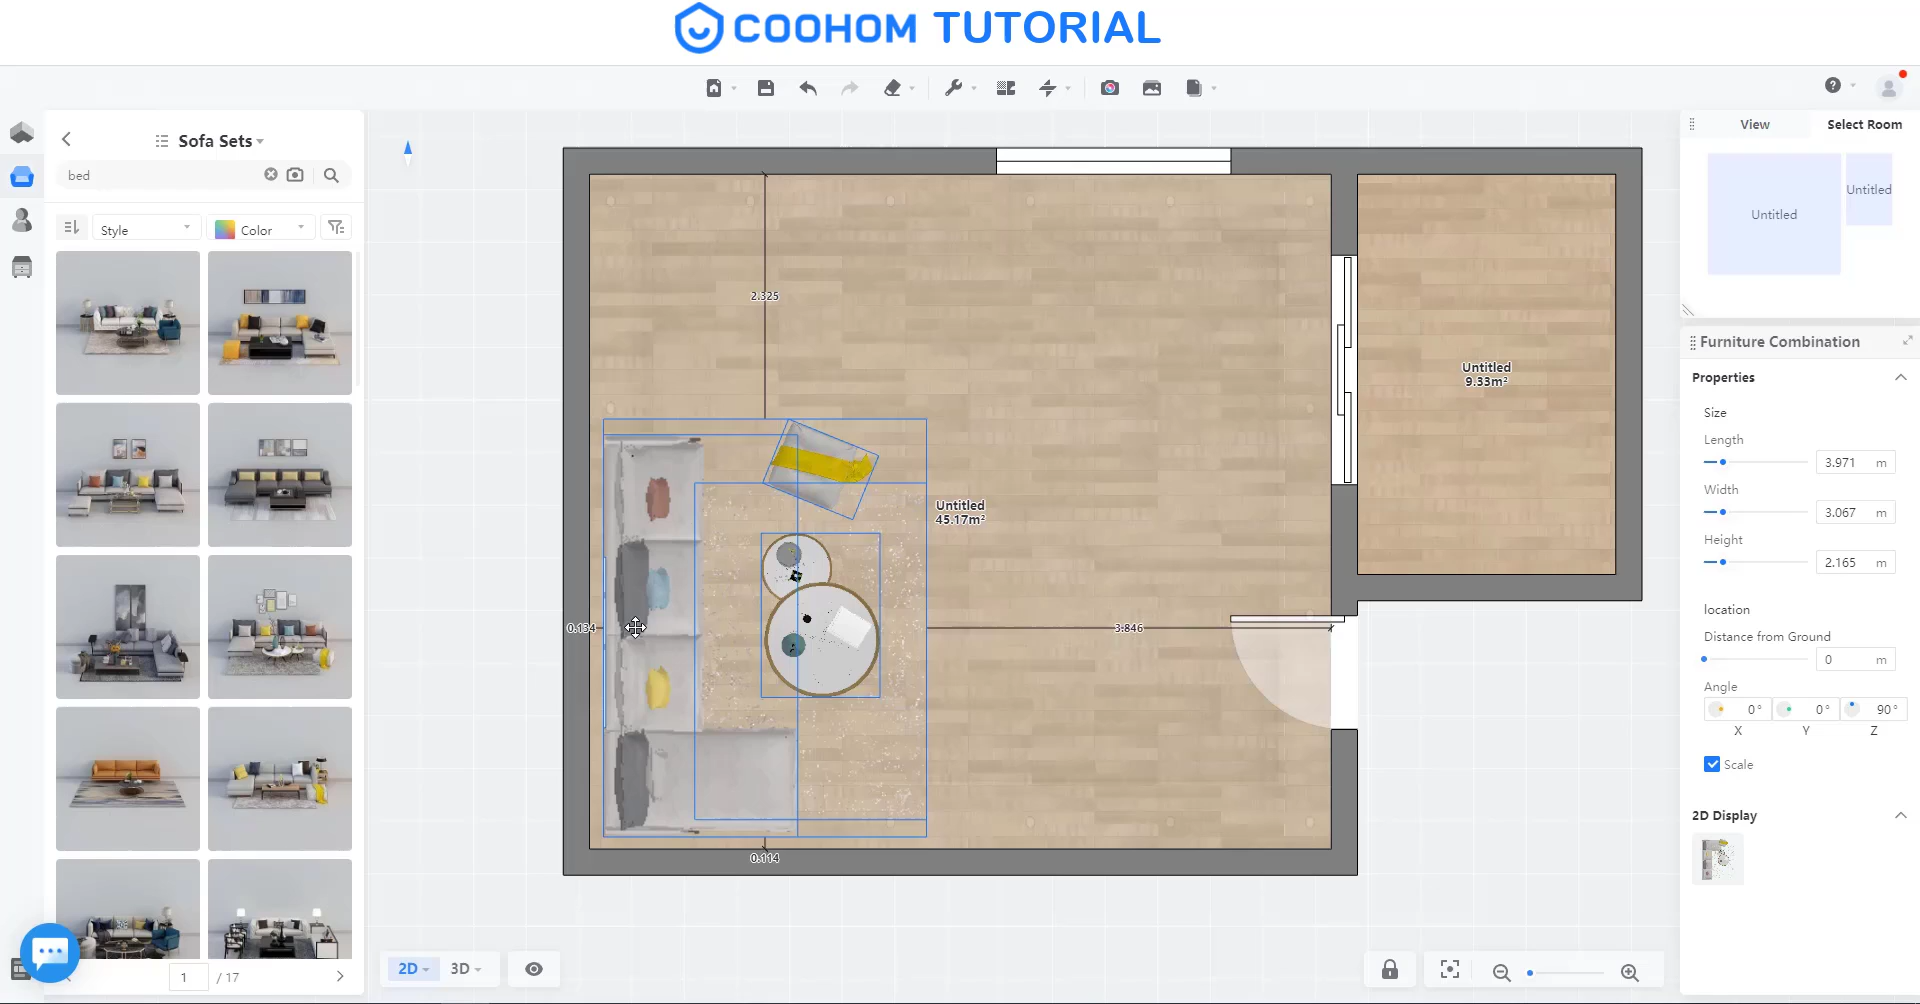 COOHOM TUTORIAL
Sofa Sets
bed
Style
Color
1
/ 17
2.325
0.134
3.846
0.114
Untitled
45.17m²
Untitled
9.33m²
2D
3D
View
Select Room
Untitled
Untitled
Furniture Combination
Properties
Size
Length
3.971 m
Width
3.067 m
Height
2.165 m
location
Distance from Ground
0 m
Angle
0° 0° 90°
X Y Z
Scale
2D Display